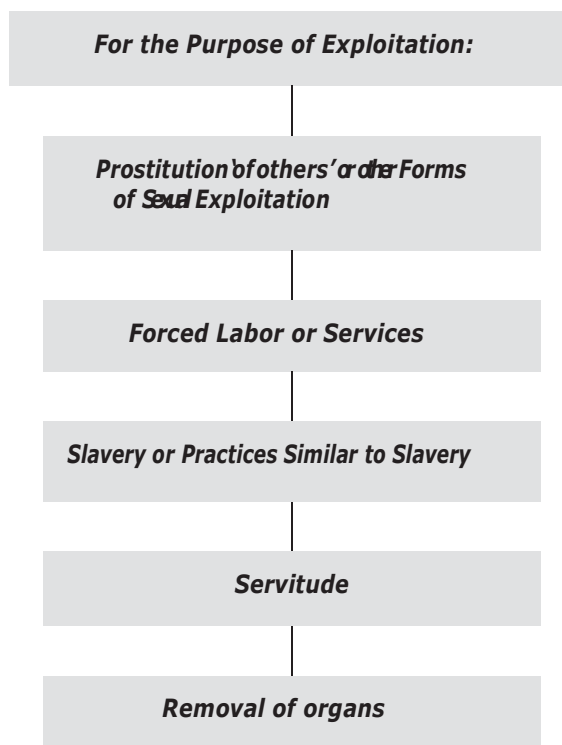 For the Purpose of Exploitation:
Prostitution ‘of others’ or other Forms
of Sexual Exploitation
Forced Labor or Services
Slavery or Practices Similar to Slavery
Servitude
Removal of organs